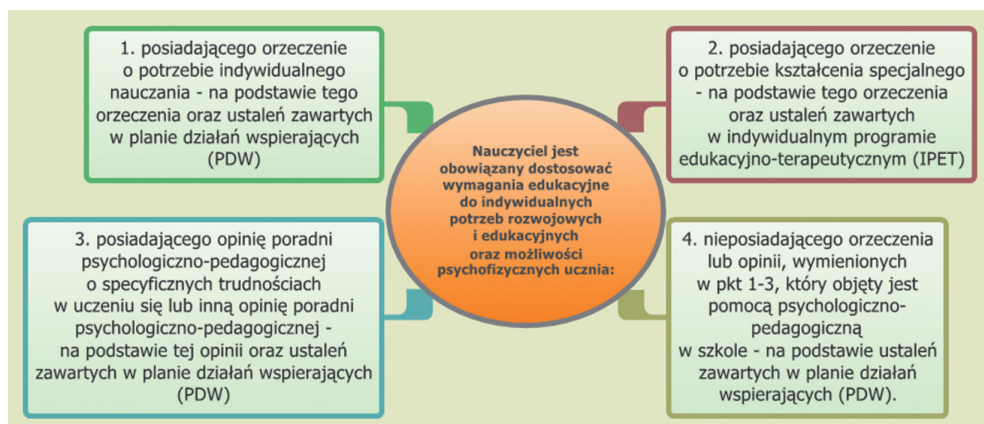 Nauczyciel jest
obowiązany dostosować
wymagania edukacyjne
do indywidualnych
potrzeb rozwojowych
i edukacyjnych
oraz możliwości
psychofizycznych ucznia:
1. posiadającego orzeczenie
o potrzebie indywidualnego
nauczania - na podstawie tego
orzeczenia oraz ustaleń zawartych
w planie działań wspierających
(PDW)
2. posiadającego orzeczenie
o potrzebie kształcenia specjalnego
- na podstawie tego orzeczenia
oraz ustaleń zawartych
w indywidualnym programie
edukacyjno-terapeutycznym (IPET)
3. posiadającego opinię poradni
psychologiczno-pedagogicznej
o specyficznych trudnościach
w uczeniu się lub inną opinię poradni
psychologiczno-pedagogicznej -
na podstawie tej opinii oraz ustaleń
zawartych w planie działań wspierających
(PDW)
4. nieposiadającego orzeczenia
lub opinii, wymienionych
w pkt 1-3, który objęty jest
pomocą psychologiczno-
pedagogiczną
w szkole - na podstawie ustaleń
zawartych w planie działań
wspierających (PDW).